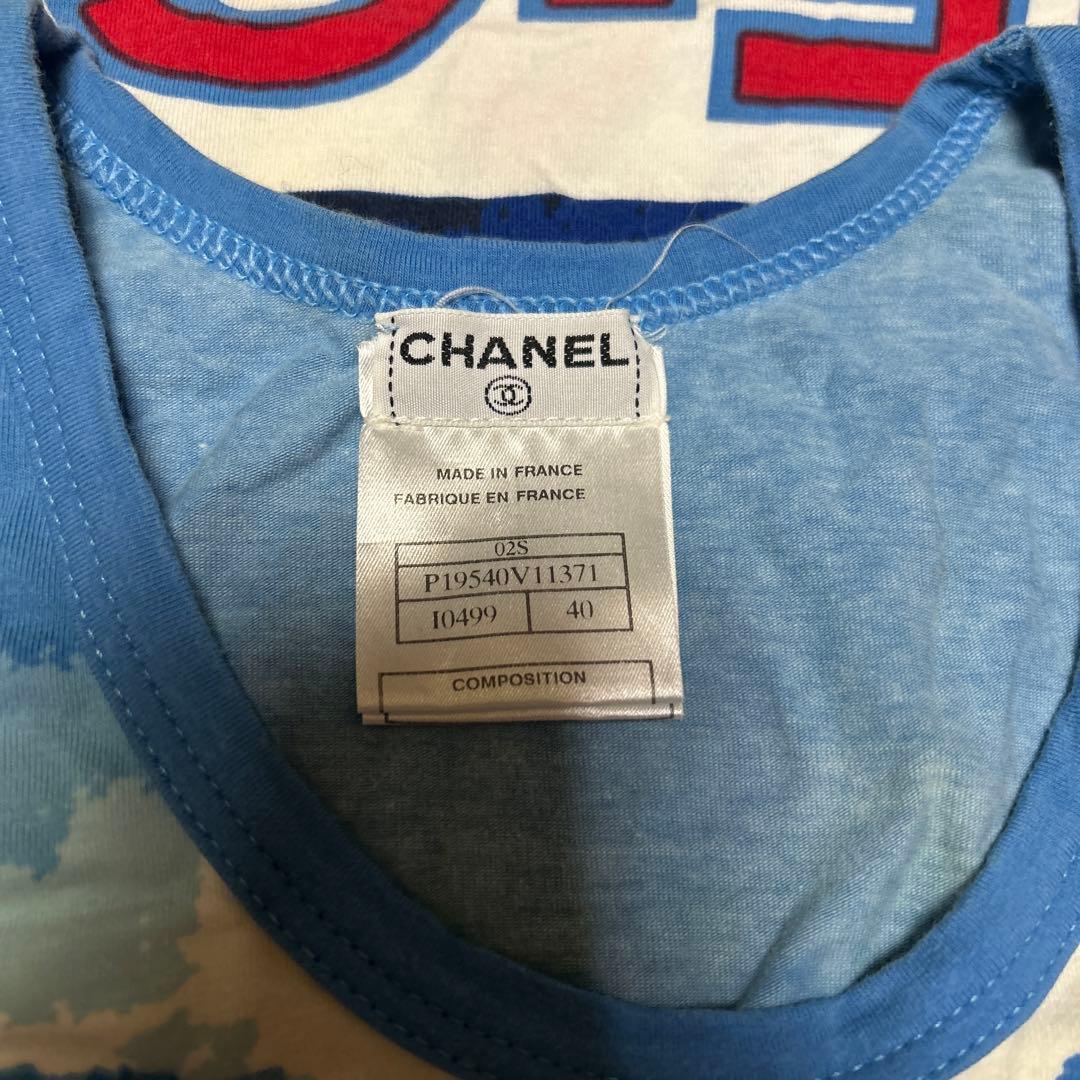 CHANEL
MADE IN FRANCE
FABRIQUE EN FRANCE
02S
P19540V11371
I0499 40
COMPOSITION